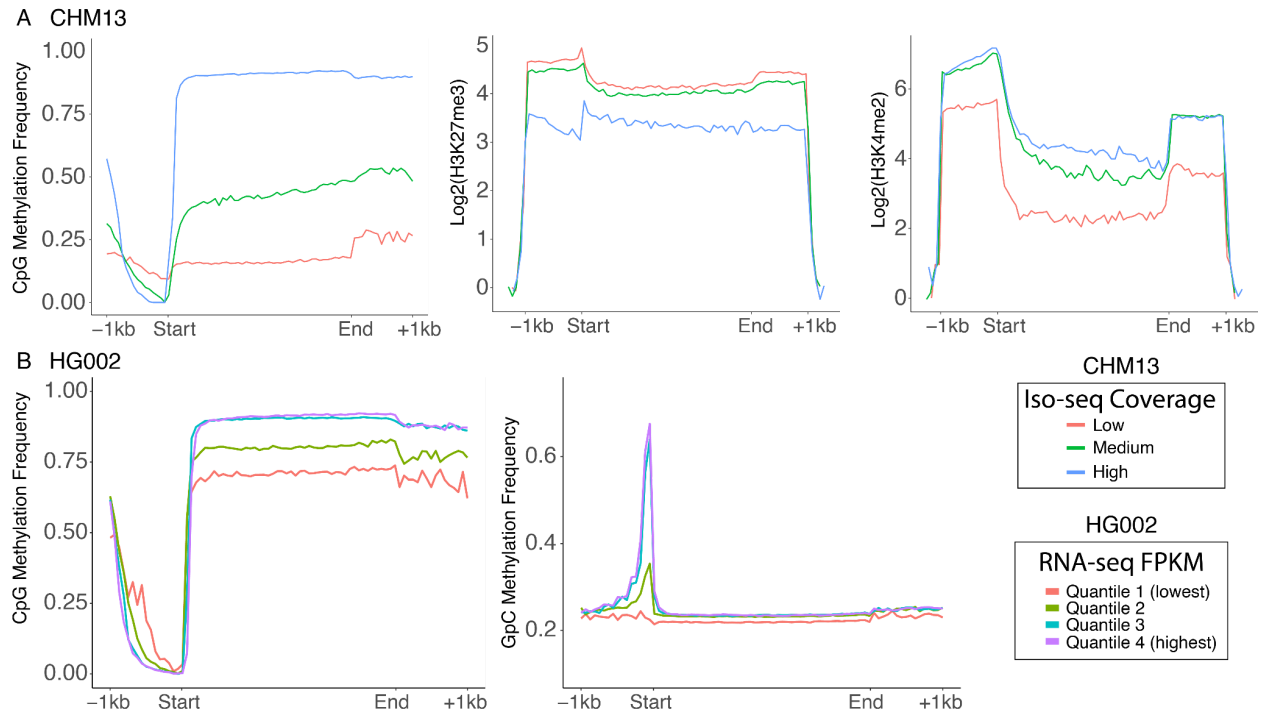 A CHM13
CpG Methylation Frequency
1.00
0.75
0.50
0.25
0.00
−1kb Start End +1kb
Log2(H3K27me3)
5
4
3
2
1
0
−1kb Start End +1kb
Log2(H3K4me2)
6
4
2
0
−1kb Start End +1kb
B HG002
CpG Methylation Frequency
1.00
0.75
0.50
0.25
0.00
−1kb Start End +1kb
GpC Methylation Frequency
0.6
0.4
0.2
−1kb Start End +1kb
CHM13
Iso-seq Coverage
Low
Medium
High
HG002
RNA-seq FPKM
Quantile 1 (lowest)
Quantile 2
Quantile 3
Quantile 4 (highest)